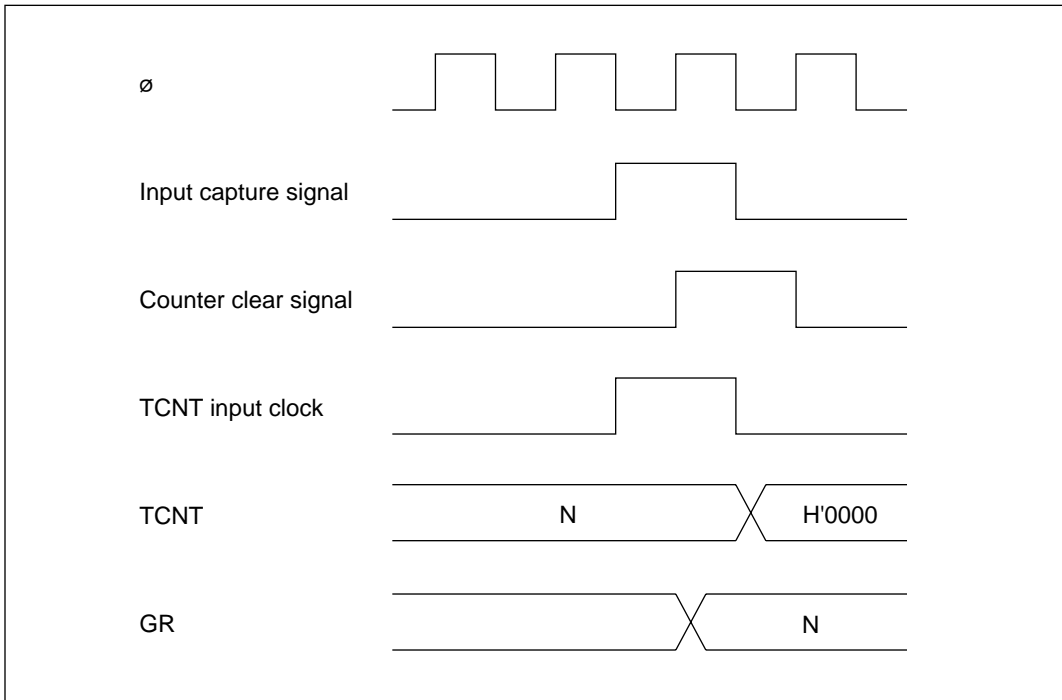 ø
Input capture signal
Counter clear signal
TCNT input clock
TCNT
N
H'0000
GR
N